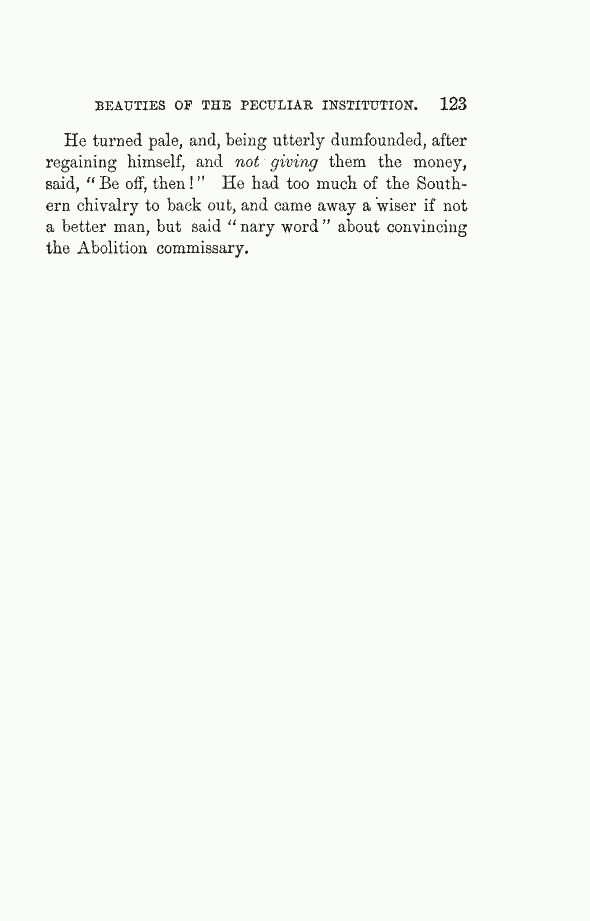 BEAUTIES OF THE PECULIAR INSTITUTION. 123
He turned pale, and, being utterly dumfounded, after
regaining himself, and not giving them the money,
said, “Be off, then!” He had too much of the South-
ern chivalry to back out, and came away a wiser if not
a better man, but said “nary word” about convincing
the Abolition commissary.